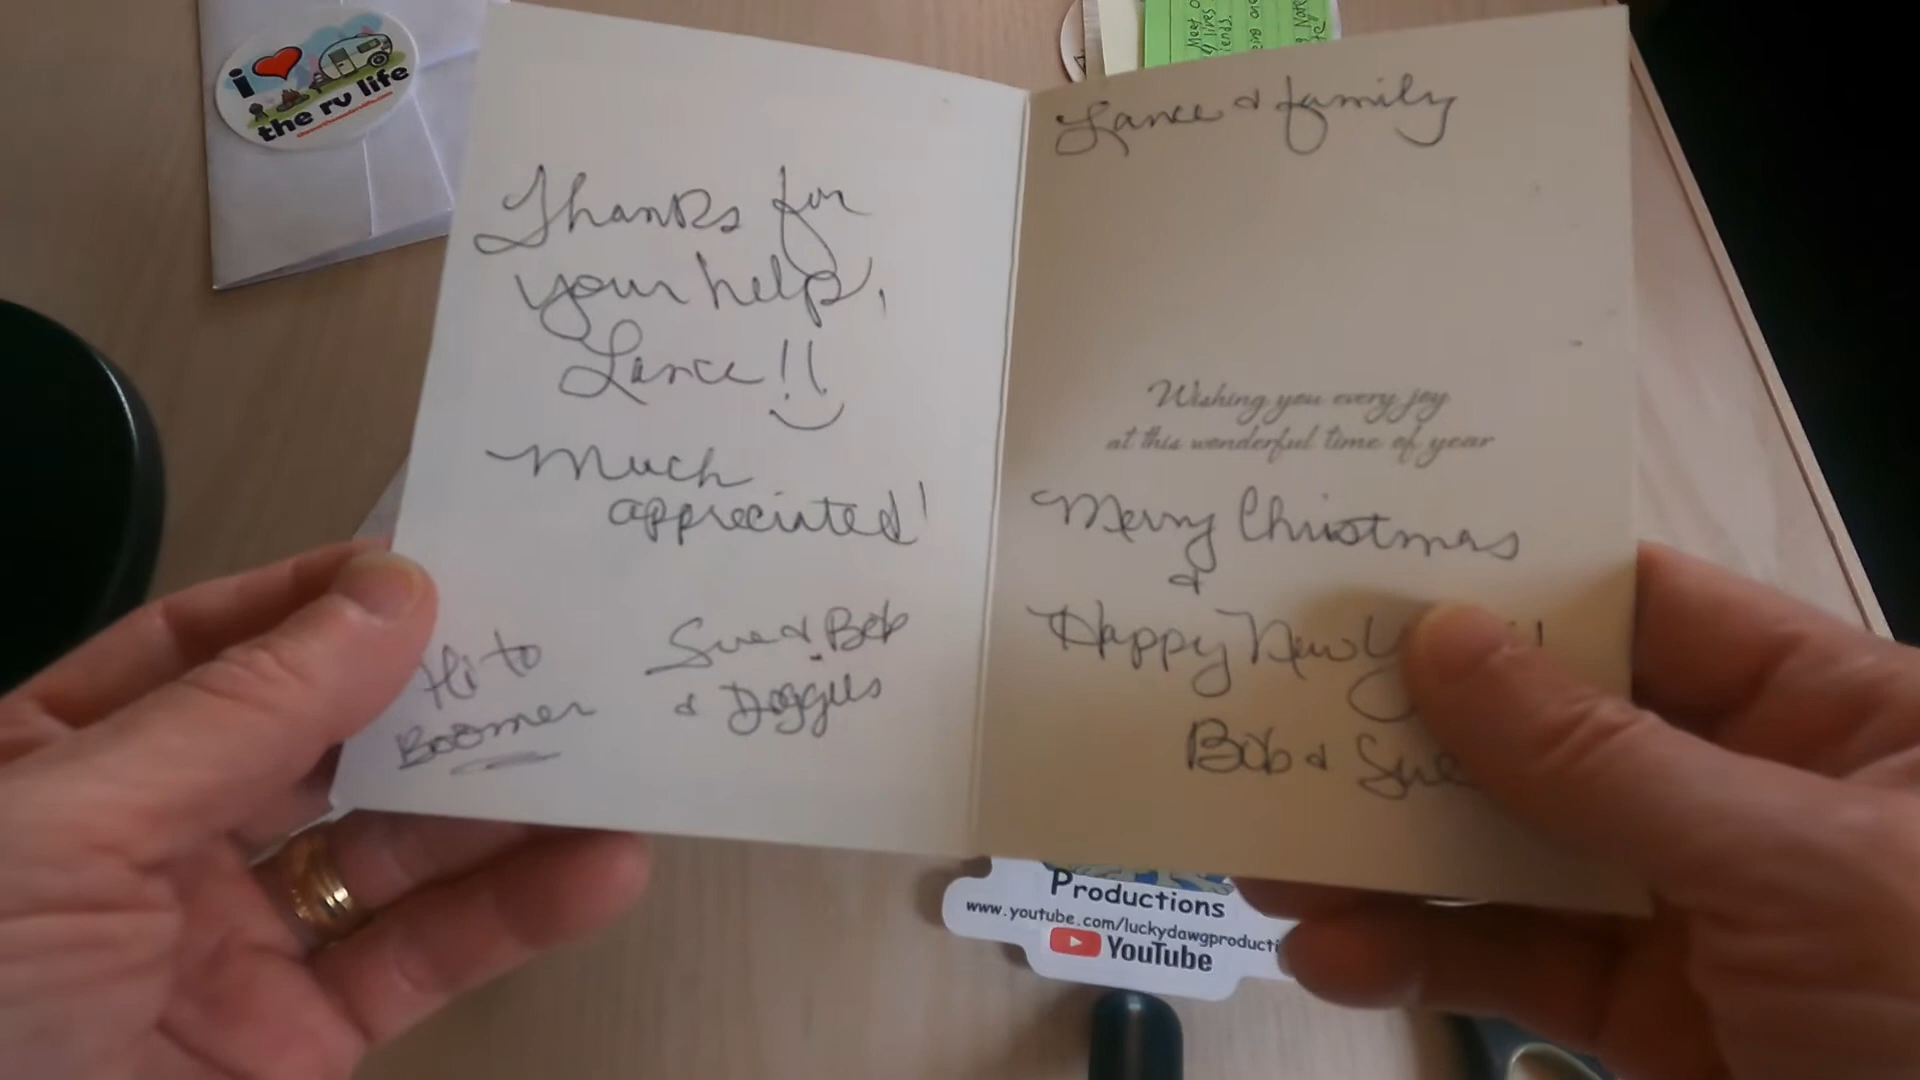 i ❤ the rv life
Thanks for
your help,
Lance!!
Much
appreciated!
Sue & Bob
& Doggies
Hi to
Boomer
Lance & family
Wishing you every joy
at this wonderful time of year
Merry Christmas
&
Happy New Y !!
Bob & Sue
Productions
www.youtube.com/luckydawgproducti
YouTube
Meet